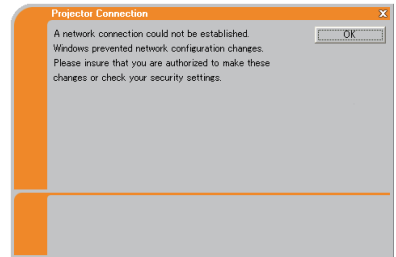 Projector Connection
X
A network connection could not be established.
OK
Windows prevented network configuration changes.
Please insure that you are authorized to make these
changes or check your security settings.